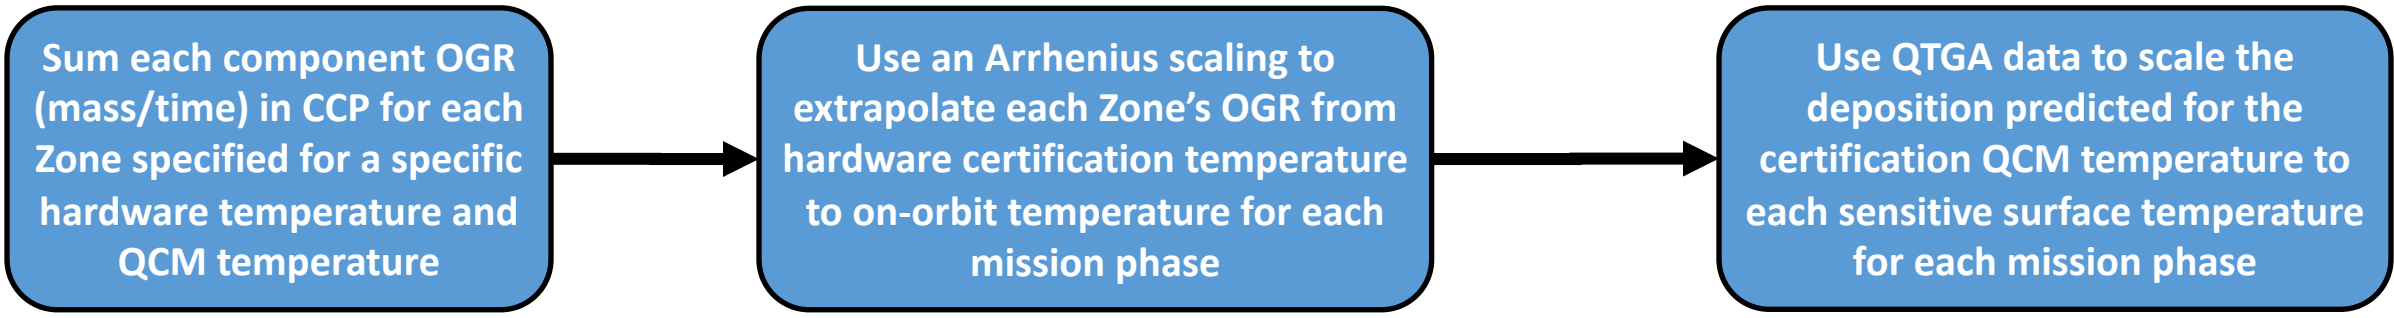 Sum each component OGR
(mass/time) in CCP for each
Zone specified for a specific
hardware temperature and
QCM temperature
Use an Arrhenius scaling to
extrapolate each Zone’s OGR from
hardware certification temperature
to on-orbit temperature for each
mission phase
Use QTGA data to scale the
deposition predicted for the
certification QCM temperature to
each sensitive surface temperature
for each mission phase